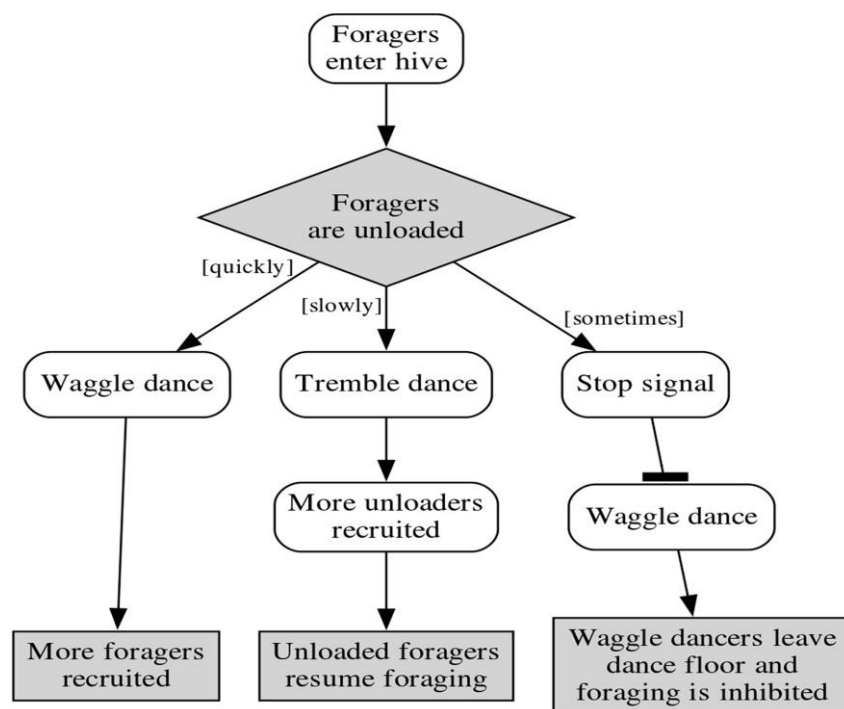 Foragers
enter hive
Foragers
are unloaded
[quickly]
[slowly]
[sometimes]
Waggle dance
Tremble dance
Stop signal
More unloaders
recruited
Waggle dance
More foragers
recruited
Unloaded foragers
resume foraging
Waggle dancers leave
dance floor and
foraging is inhibited